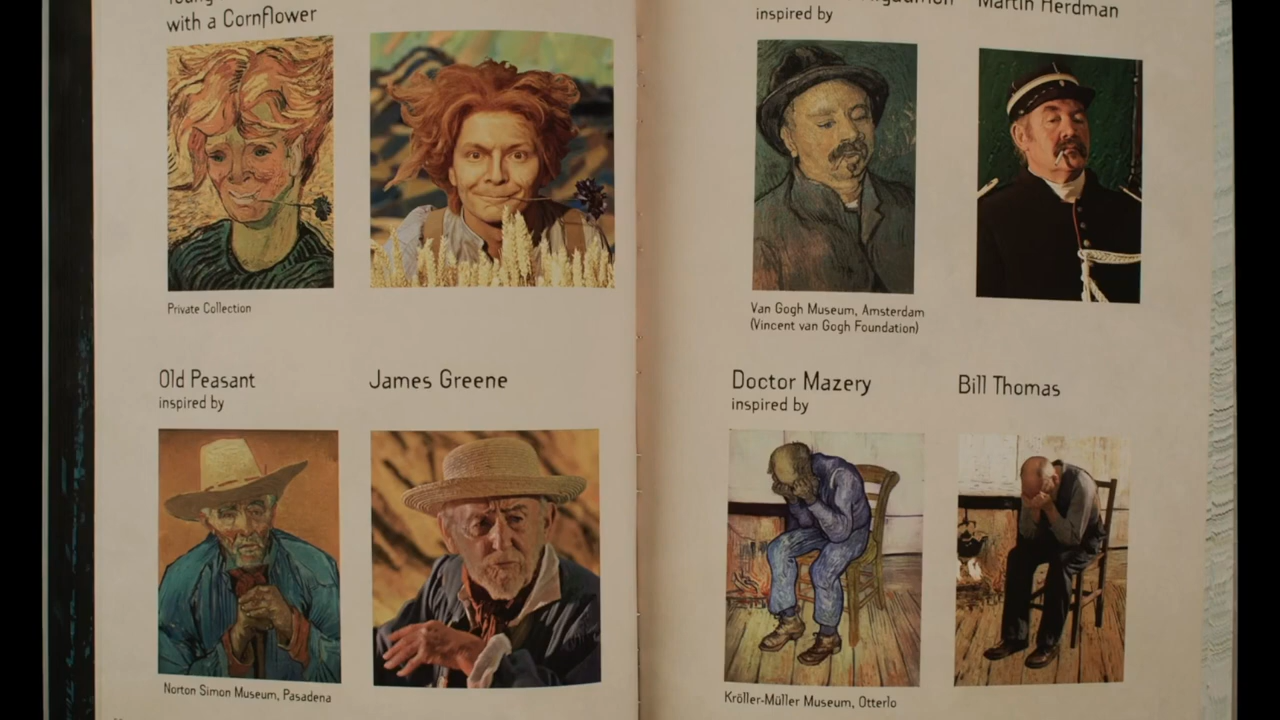 with a Cornflower
Private Collection
Old Peasant
inspired by
James Greene
Norton Simon Museum, Pasadena
inspired by
Martin Herdman
Van Gogh Museum, Amsterdam
(Vincent van Gogh Foundation)
Doctor Mazery
inspired by
Bill Thomas
Kröller-Müller Museum, Otterlo